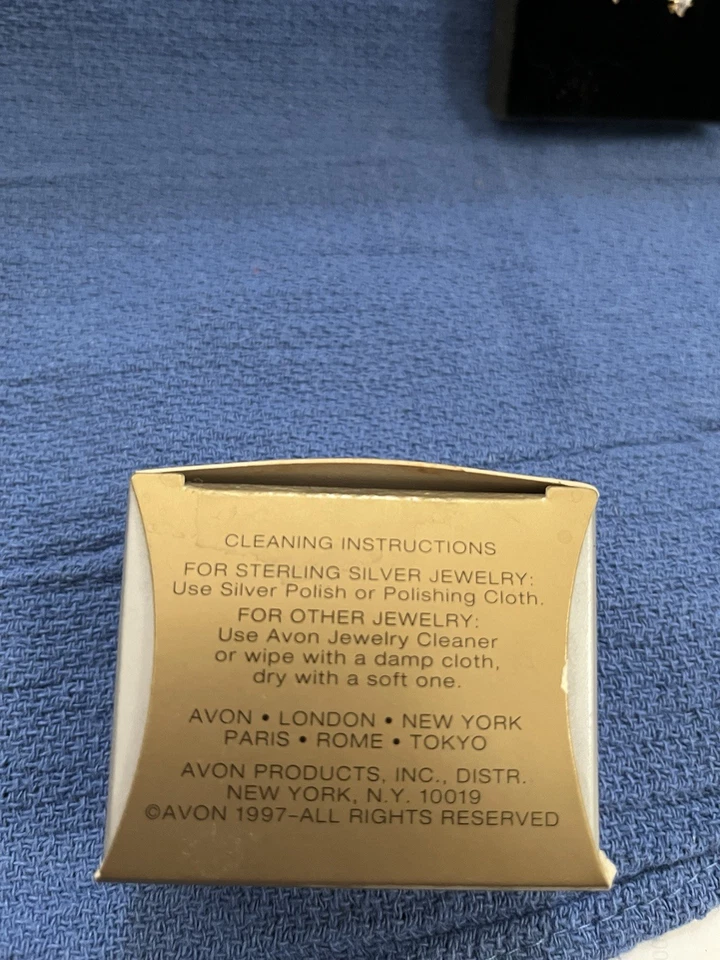 CLEANING INSTRUCTIONS
FOR STERLING SILVER JEWELRY:
Use Silver Polish or Polishing Cloth.
FOR OTHER JEWELRY:
Use Avon Jewelry Cleaner
or wipe with a damp cloth,
dry with a soft one.
AVON • LONDON • NEW YORK
PARIS • ROME • TOKYO
AVON PRODUCTS, INC., DISTR.
NEW YORK, N.Y. 10019
©AVON 1997–ALL RIGHTS RESERVED